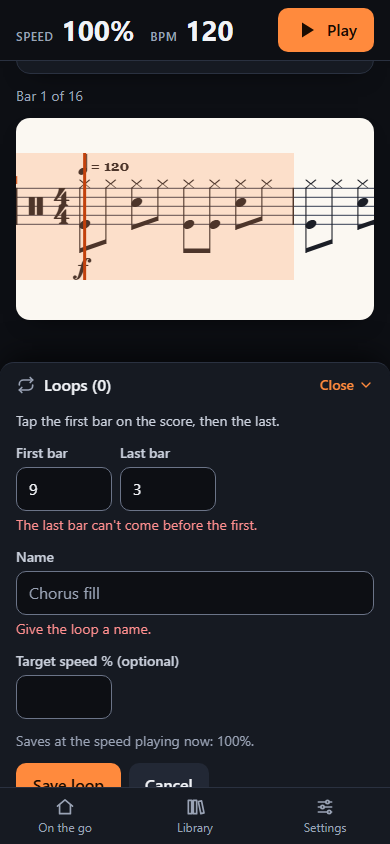 SPEED 100% BPM 120 Play
Bar 1 of 16
= 120
4
4
f
Loops (0) Close
Tap the first bar on the score, then the last.
First bar Last bar
9 3
The last bar can't come before the first.
Name
Chorus fill
Give the loop a name.
Target speed % (optional)
Saves at the speed playing now: 100%.
Save loop Cancel
On the go Library Settings